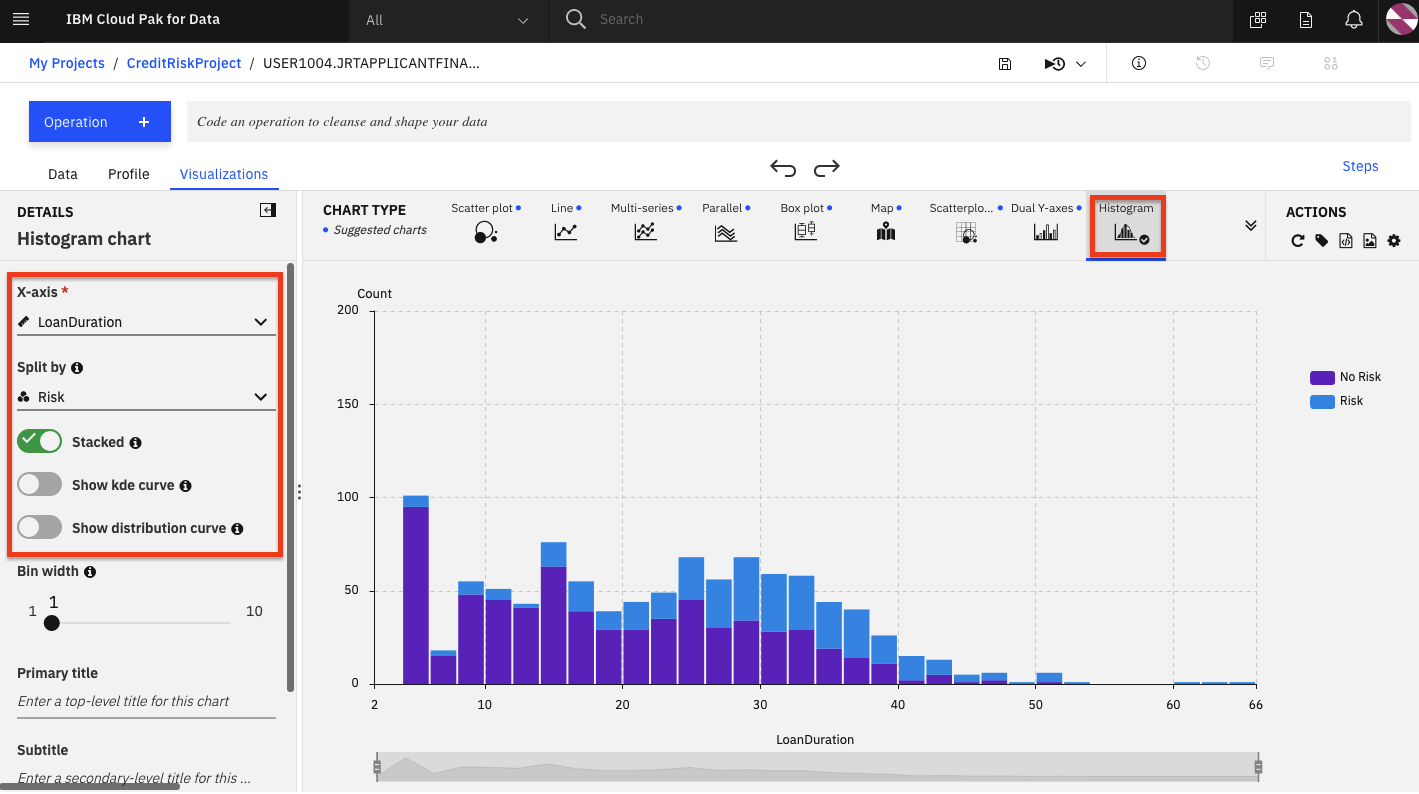 IBM Cloud Pak for Data
All
Search
My Projects / CreditRiskProject / USER1004.JRTAPPLICANTFINA...
Operation +
Code an operation to cleanse and shape your data
Data Profile Visualizations
Steps
DETAILS
Histogram chart
X-axis *
LoanDuration
Split by
Risk
Stacked
Show kde curve
Show distribution curve
Bin width
1 1 10
Primary title
Enter a top-level title for this chart
Subtitle
Enter a secondary-level title for this ...
CHART TYPE
Suggested charts
Scatter plot
Line
Multi-series
Parallel
Box plot
Map
Scatterplo...
Dual Y-axes
Histogram
ACTIONS
Count
200
150
100
50
0
2 10 20 30 40 50 60 66
LoanDuration
No Risk
Risk